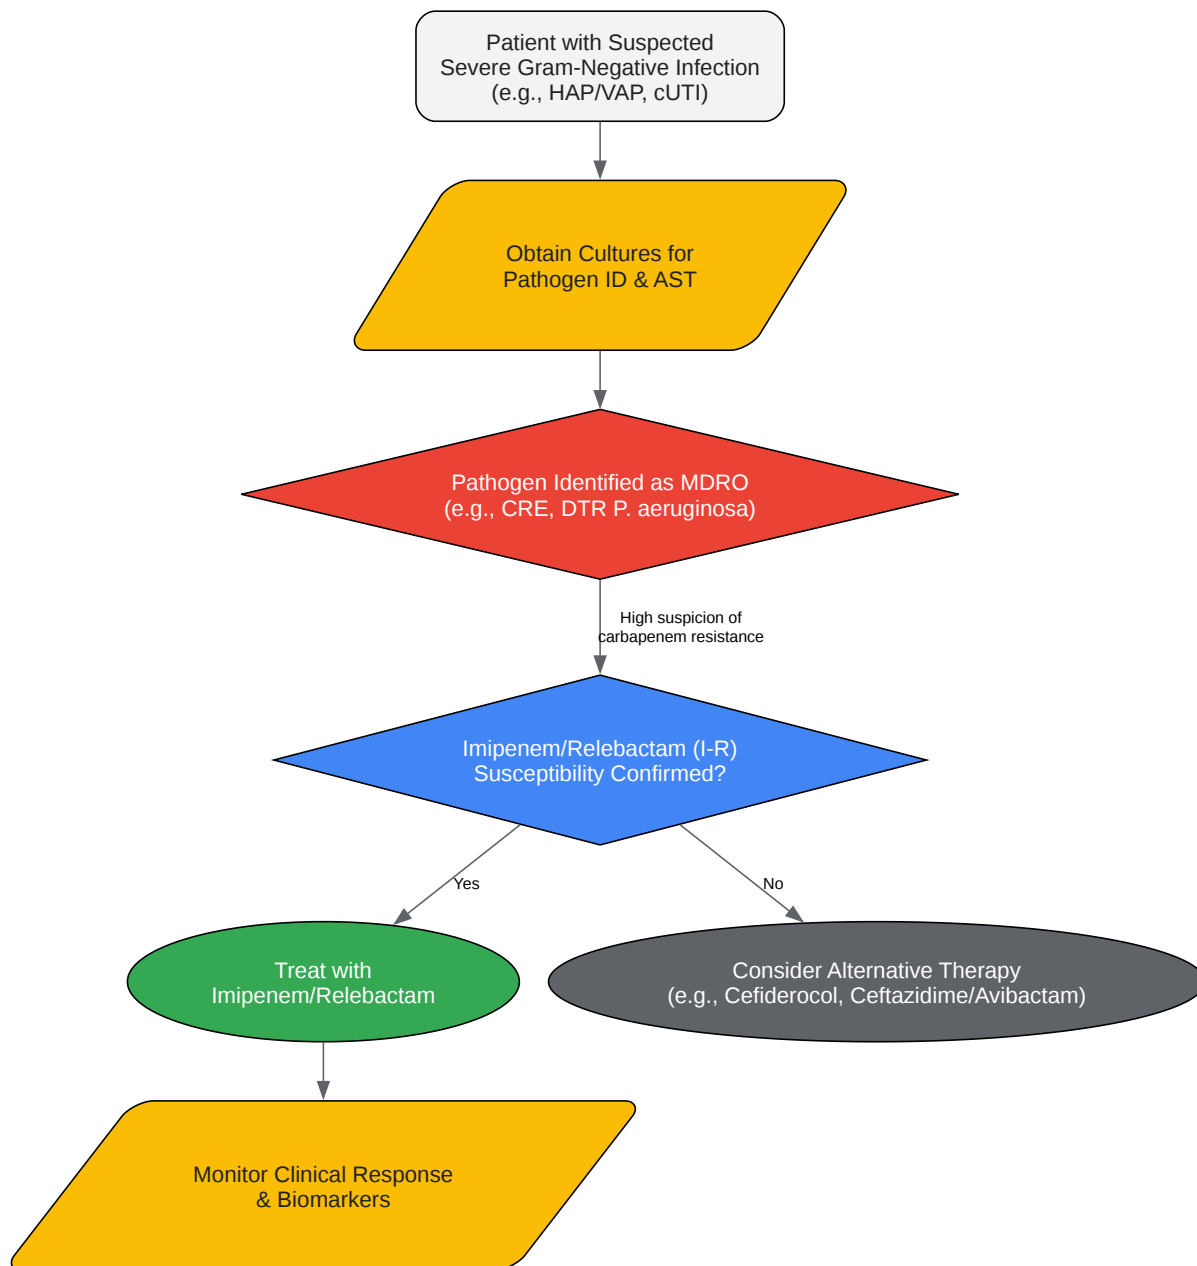 Patient with Suspected
Severe Gram-Negative Infection
(e.g., HAP/VAP, cUTI)
Obtain Cultures for
Pathogen ID & AST
Pathogen Identified as MDRO
(e.g., CRE, DTR P. aeruginosa)
High suspicion of
carbapenem resistance
Imipenem/Relebactam (I-R)
Susceptibility Confirmed?
Yes
No
Treat with
Imipenem/Relebactam
Consider Alternative Therapy
(e.g., Cefiderocol, Ceftazidime/Avibactam)
Monitor Clinical Response
& Biomarkers